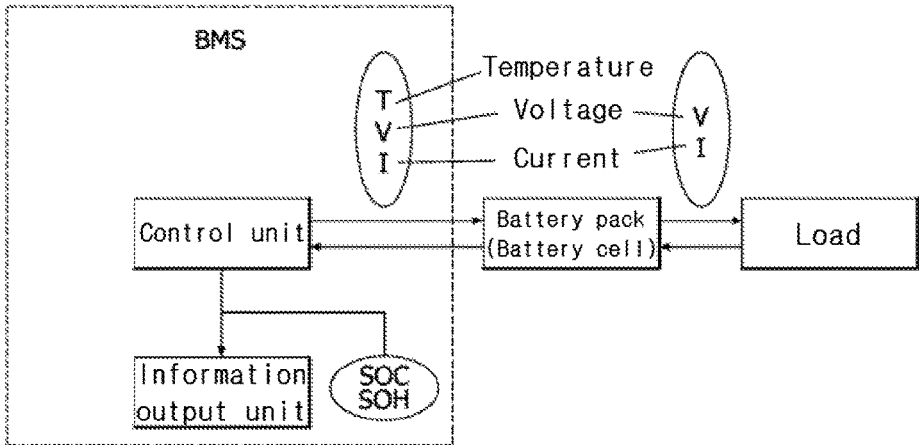 BMS
T
V
I
Temperature
Voltage
Current
V
I
Control unit
Battery pack
(Battery cell)
Load
Information
output unit
SOC
SOH